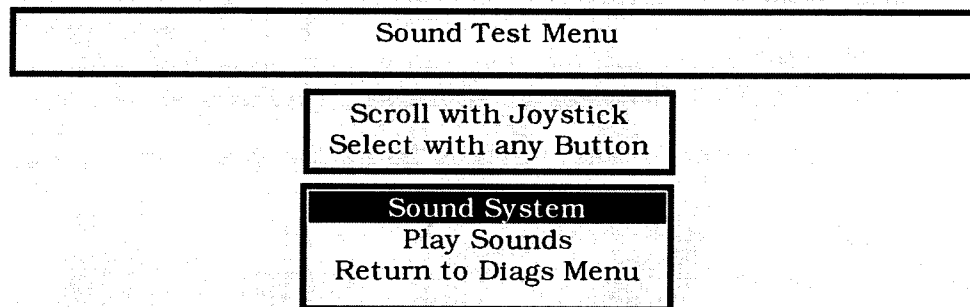 Sound Test Menu
Scroll with Joystick
Select with any Button
Sound System
Play Sounds
Return to Diags Menu